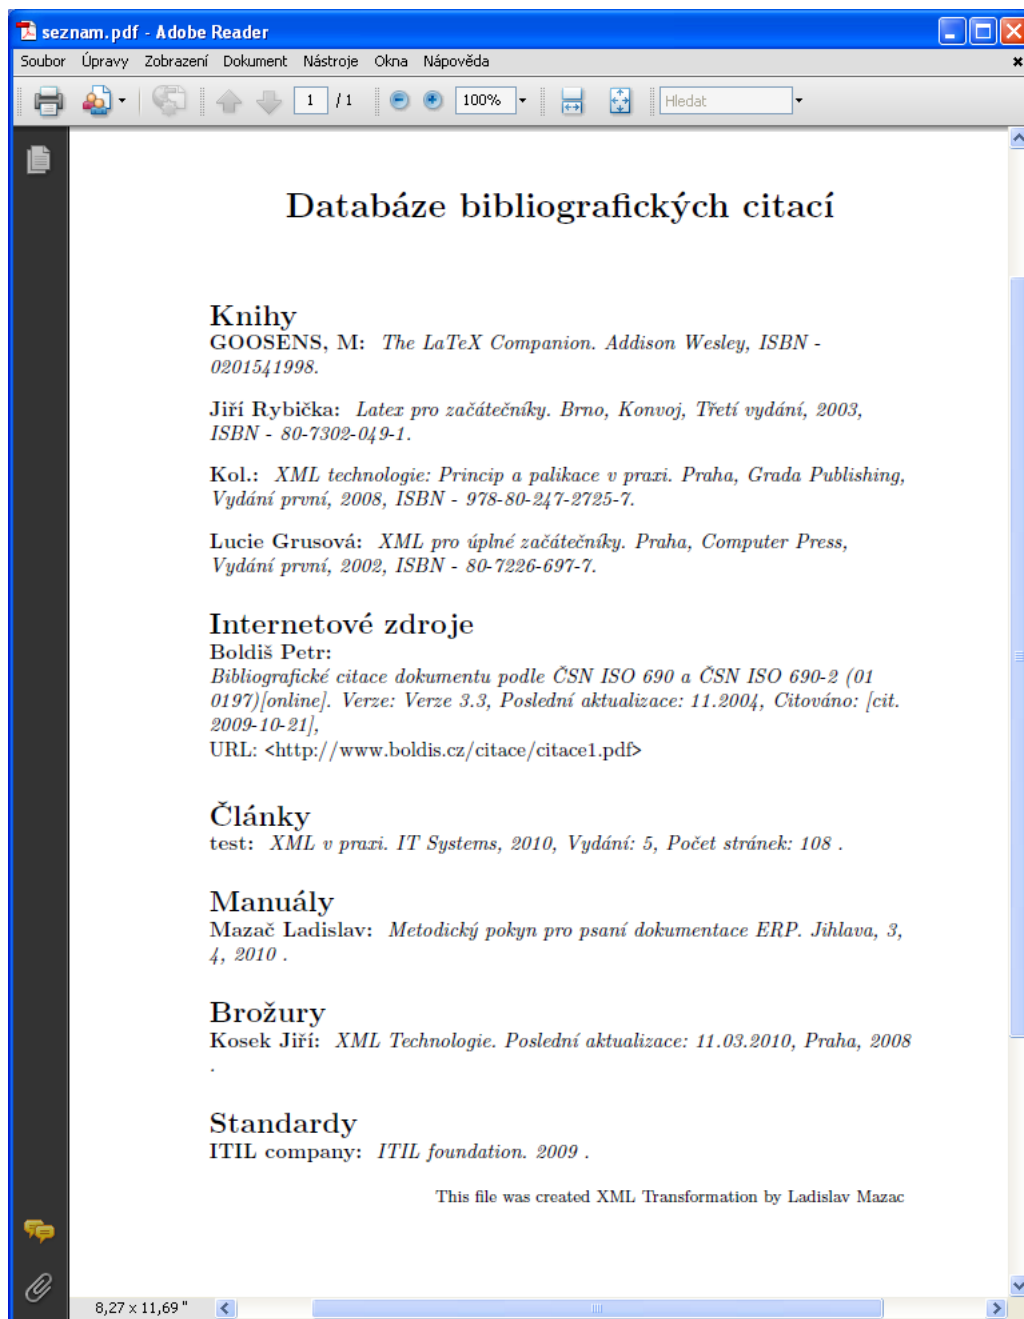 seznam.pdf - Adobe Reader
Soubor Úpravy Zobrazení Dokument Nástroje Okna Nápověda
1 / 1 100% Hledat
Databáze bibliografických citací
Knihy
GOOSENS, M: The LaTeX Companion. Addison Wesley, ISBN -
0201541998.
Jiří Rybička: Latex pro začátečníky. Brno, Konvoj, Třetí vydání, 2003,
ISBN - 80-7302-049-1.
Kol.: XML technologie: Princip a palikace v praxi. Praha, Grada Publishing,
Vydání první, 2008, ISBN - 978-80-247-2725-7.
Lucie Grusová: XML pro úplné začátečníky. Praha, Computer Press,
Vydání první, 2002, ISBN - 80-7226-697-7.
Internetové zdroje
Boldiš Petr:
Bibliografické citace dokumentu podle ČSN ISO 690 a ČSN ISO 690-2 (01
0197)[online]. Verze: Verze 3.3, Poslední aktualizace: 11.2004, Citováno: [cit.
2009-10-21],
URL: <http://www.boldis.cz/citace/citace1.pdf>
Články
test: XML v praxi. IT Systems, 2010, Vydání: 5, Počet stránek: 108 .
Manuály
Mazač Ladislav: Metodický pokyn pro psaní dokumentace ERP. Jihlava, 3,
4, 2010 .
Brožury
Kosek Jiří: XML Technologie. Poslední aktualizace: 11.03.2010, Praha, 2008
.
Standardy
ITIL company: ITIL foundation. 2009 .
This file was created XML Transformation by Ladislav Mazac
8,27 x 11,69 "